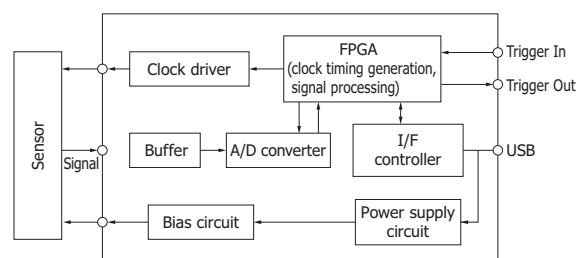 FPGA
(clock timing generation,
signal processing)
Trigger In
Trigger Out
Clock driver
Sensor
Signal
Buffer
A/D converter
I/F
controller
USB
Bias circuit
Power supply
circuit